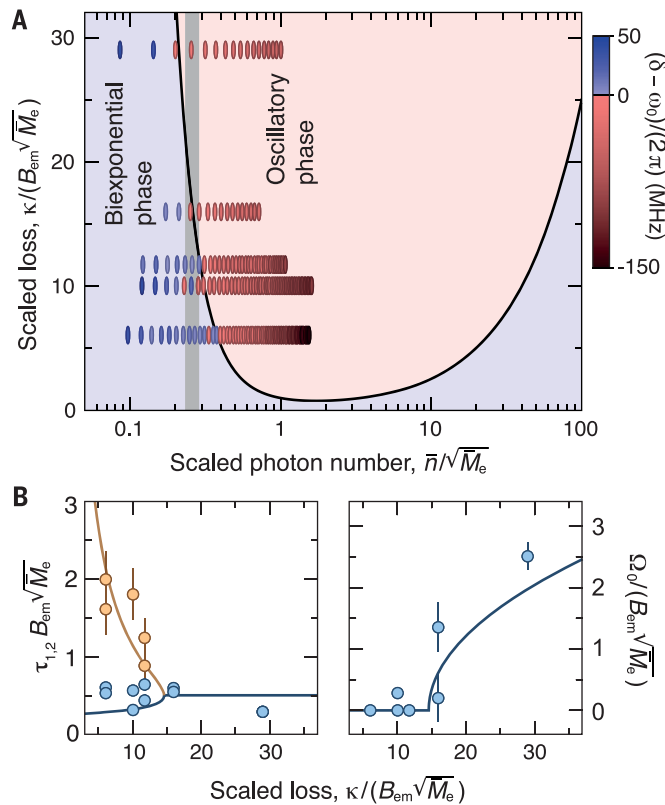 A
30
20
10
0
Scaled loss, κ/(B_em√M̄_e)
Biexponential
phase
Oscillatory
phase
0.1
1
10
100
Scaled photon number, n̄/√M̄_e
50
0
-150
(δ – ω₀)/(2π) (MHz)
B
3
2
1
0
τ_1,2 B_em√M̄_e
10
20
30
3
2
1
0
Ω₀/(B_em√M̄_e)
10
20
30
Scaled loss, κ/(B_em√M̄_e)